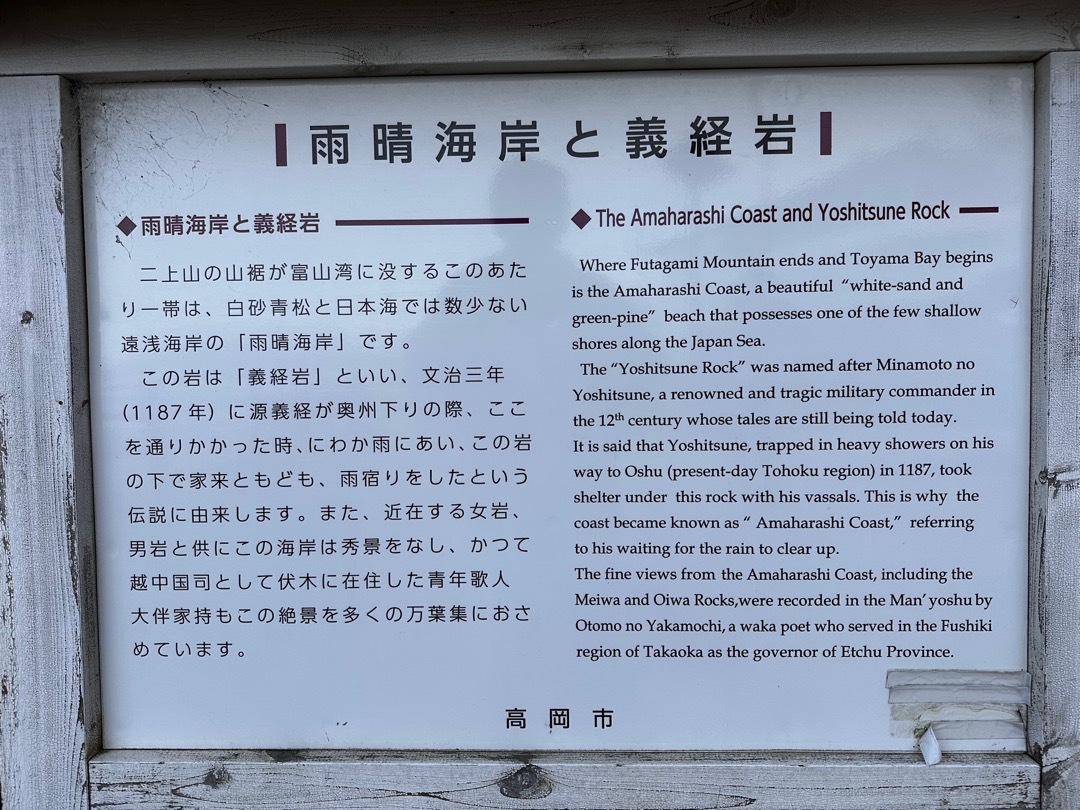 雨晴海岸と義経岩
◆雨晴海岸と義経岩
二上山の山裾が富山湾に没するこのあた
り一帯は、白砂青松と日本海では数少ない
遠浅海岸の「雨晴海岸」です。
この岩は「義経岩」といい、文治三年
(1187年)に源義経が奥州下りの際、ここ
を通りかかった時、にわか雨にあい、この岩
の下で家来ともども、雨宿りをしたという
伝説に由来します。また、近在する女岩、
男岩と供にこの海岸は秀景をなし、かつて
越中国司として伏木に在住した青年歌人
大伴家持もこの絶景を多くの万葉集におさ
めています。
◆The Amaharashi Coast and Yoshitsune Rock
Where Futagami Mountain ends and Toyama Bay begins
is the Amaharashi Coast, a beautiful “white-sand and
green-pine” beach that possesses one of the few shallow
shores along the Japan Sea.
The “Yoshitsune Rock” was named after Minamoto no
Yoshitsune, a renowned and tragic military commander in
the 12th century whose tales are still being told today.
It is said that Yoshitsune, trapped in heavy showers on his
way to Oshu (present-day Tohoku region) in 1187, took
shelter under this rock with his vassals. This is why the
coast became known as “ Amaharashi Coast,” referring
to his waiting for the rain to clear up.
The fine views from the Amaharashi Coast, including the
Meiwa and Oiwa Rocks,were recorded in the Man’yoshu by
Otomo no Yakamochi, a waka poet who served in the Fushiki
region of Takaoka as the governor of Etchu Province.
高岡市